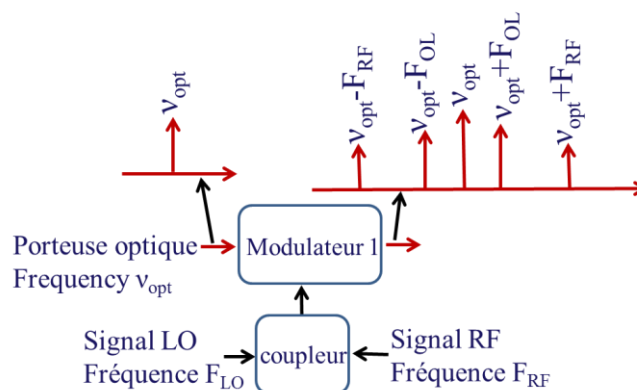 ν_opt
ν_opt-F_RF
ν_opt-F_OL
ν_opt
ν_opt+F_OL
ν_opt+F_RF
Porteuse optique
Frequency ν_opt
Modulateur 1
Signal LO
Fréquence F_LO
coupleur
Signal RF
Fréquence F_RF